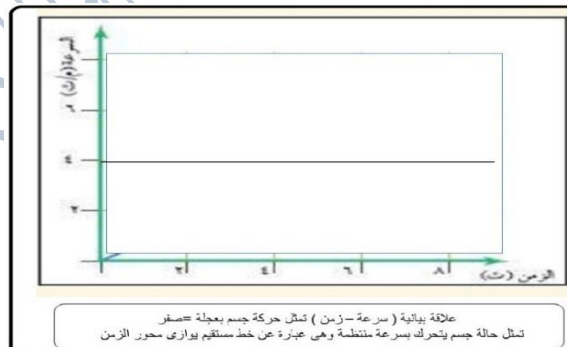 السرعة (م/ث)
٢
٢
٤
٦
٨
الزمن (ث)
علاقة بيانية ( سرعة – زمن ) تمثل حركة جسم بعجلة =صفر
تمثل حالة جسم يتحرك بسرعة منتظمة وهى عبارة عن خط مستقيم يوازى محور الزمن